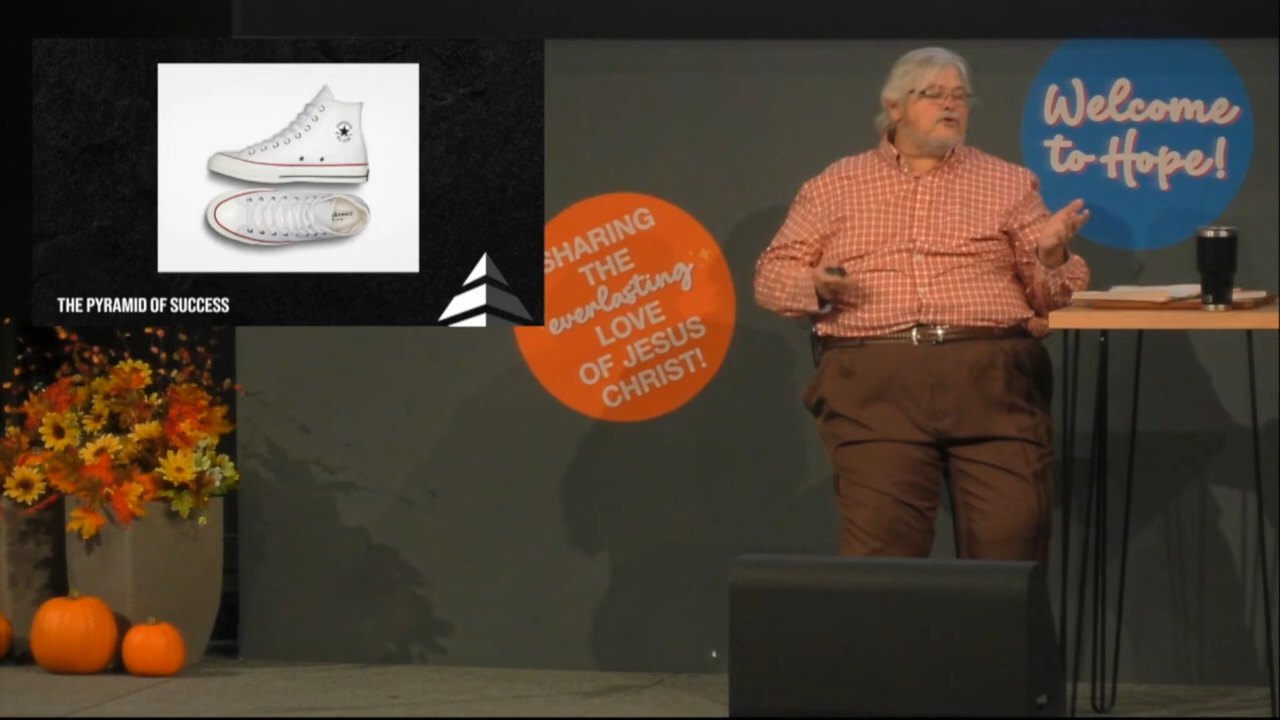 THE PYRAMID OF SUCCESS
SHARING
THE
everlasting
LOVE
OF JESUS
CHRIST!
Welcome
to Hope!